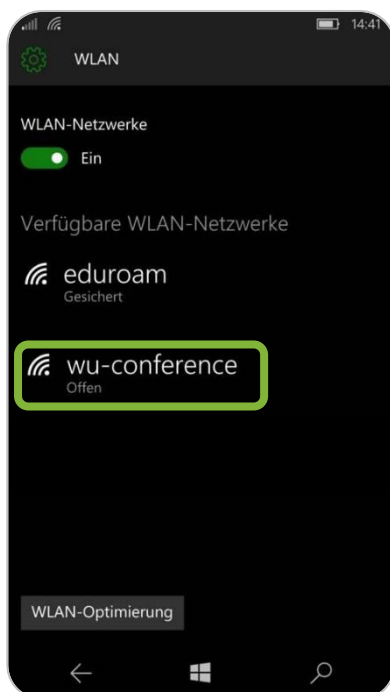 14:41
WLAN
WLAN-Netzwerke
Ein
Verfügbare WLAN-Netzwerke
eduroam
Gesichert
wu-conference
Offen
WLAN-Optimierung